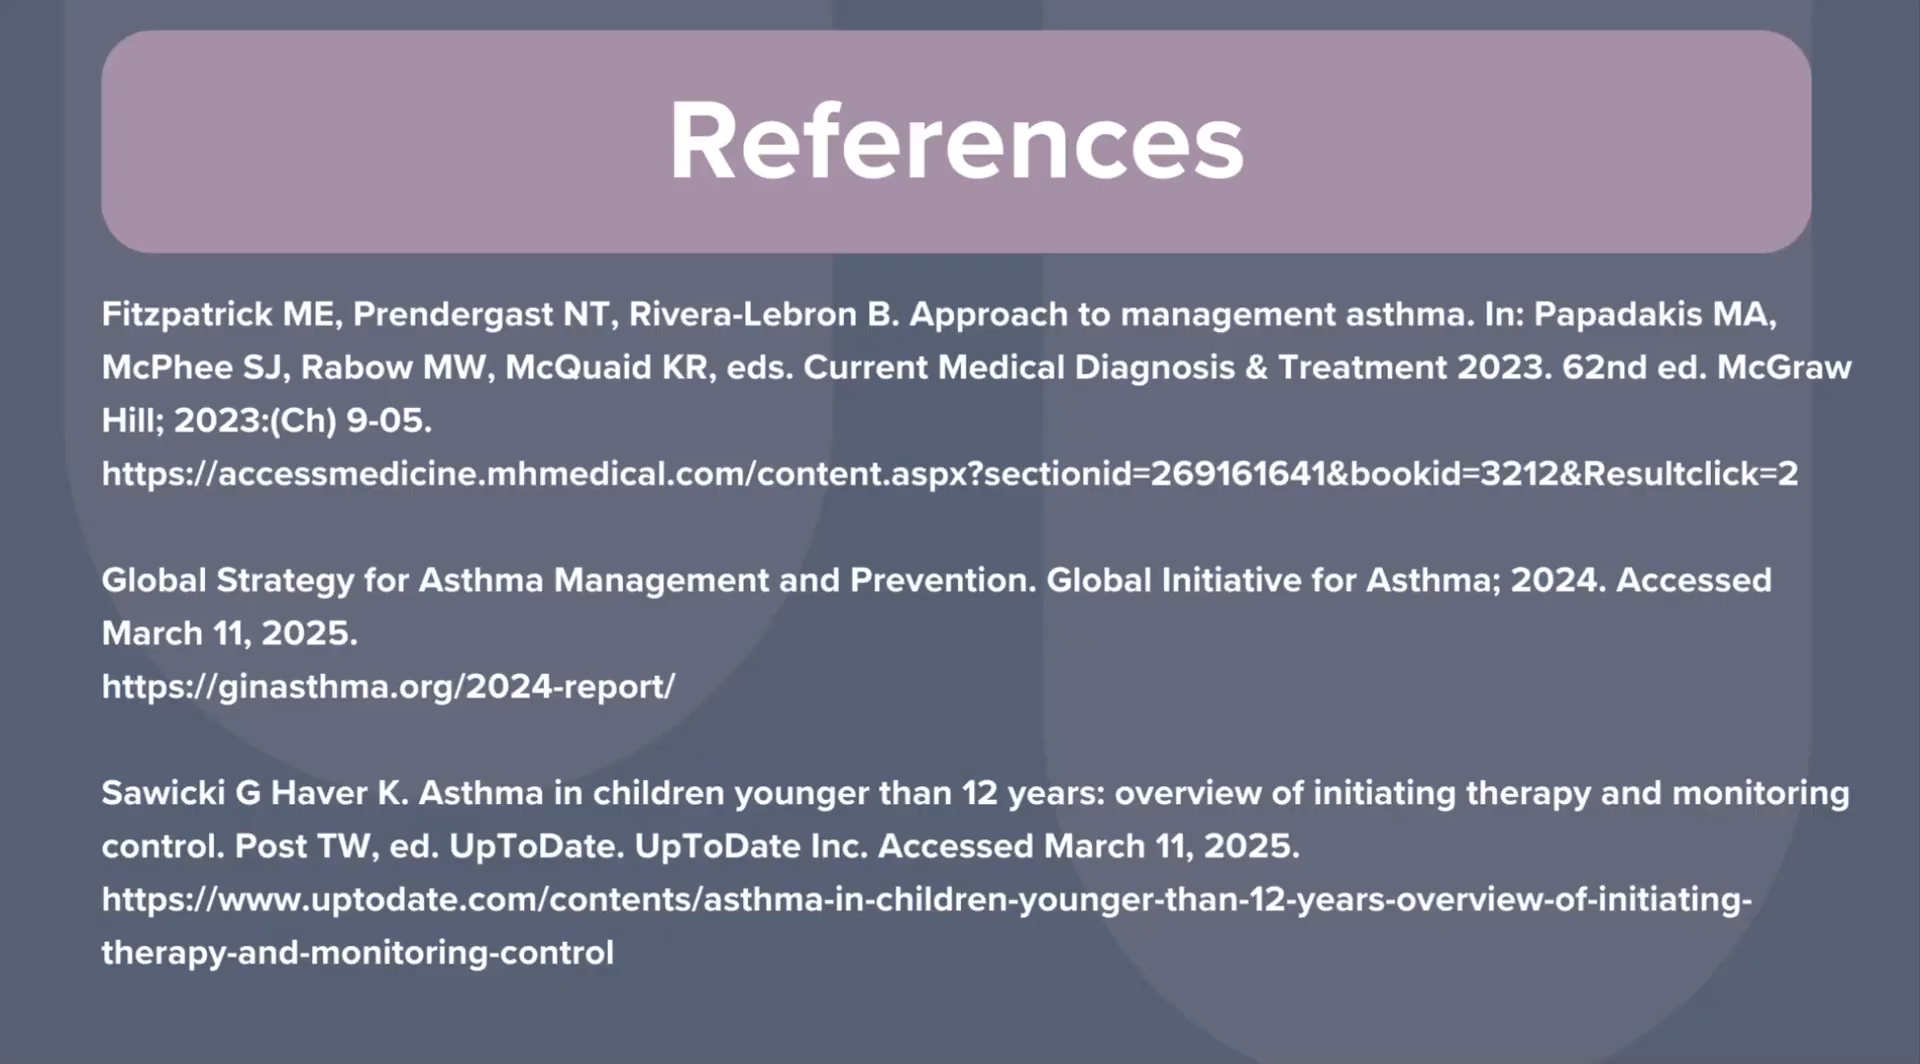 References
Fitzpatrick ME, Prendergast NT, Rivera-Lebron B. Approach to management asthma. In: Papadakis MA,
McPhee SJ, Rabow MW, McQuaid KR, eds. Current Medical Diagnosis & Treatment 2023. 62nd ed. McGraw
Hill; 2023:(Ch) 9-05.
https://accessmedicine.mhmedical.com/content.aspx?sectionid=269161641&bookid=3212&Resultclick=2
Global Strategy for Asthma Management and Prevention. Global Initiative for Asthma; 2024. Accessed
March 11, 2025.
https://ginasthma.org/2024-report/
Sawicki G Haver K. Asthma in children younger than 12 years: overview of initiating therapy and monitoring
control. Post TW, ed. UpToDate. UpToDate Inc. Accessed March 11, 2025.
https://www.uptodate.com/contents/asthma-in-children-younger-than-12-years-overview-of-initiating-
therapy-and-monitoring-control